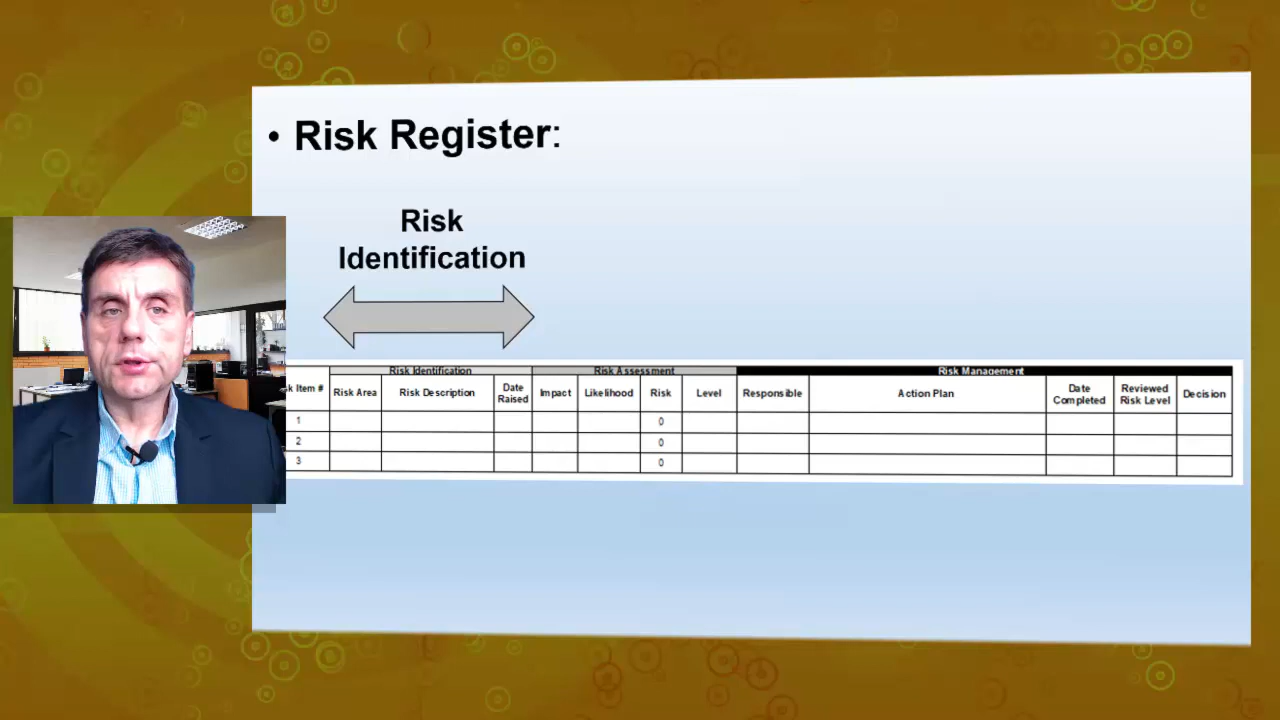 • Risk Register:
Risk
Identification
Risk Identification Risk Assessment Risk Management
Item # Risk Area Risk Description Date Raised Impact Likelihood Risk Level Responsible Action Plan Date Completed Reviewed Risk Level Decision
1 0
2 0
3 0